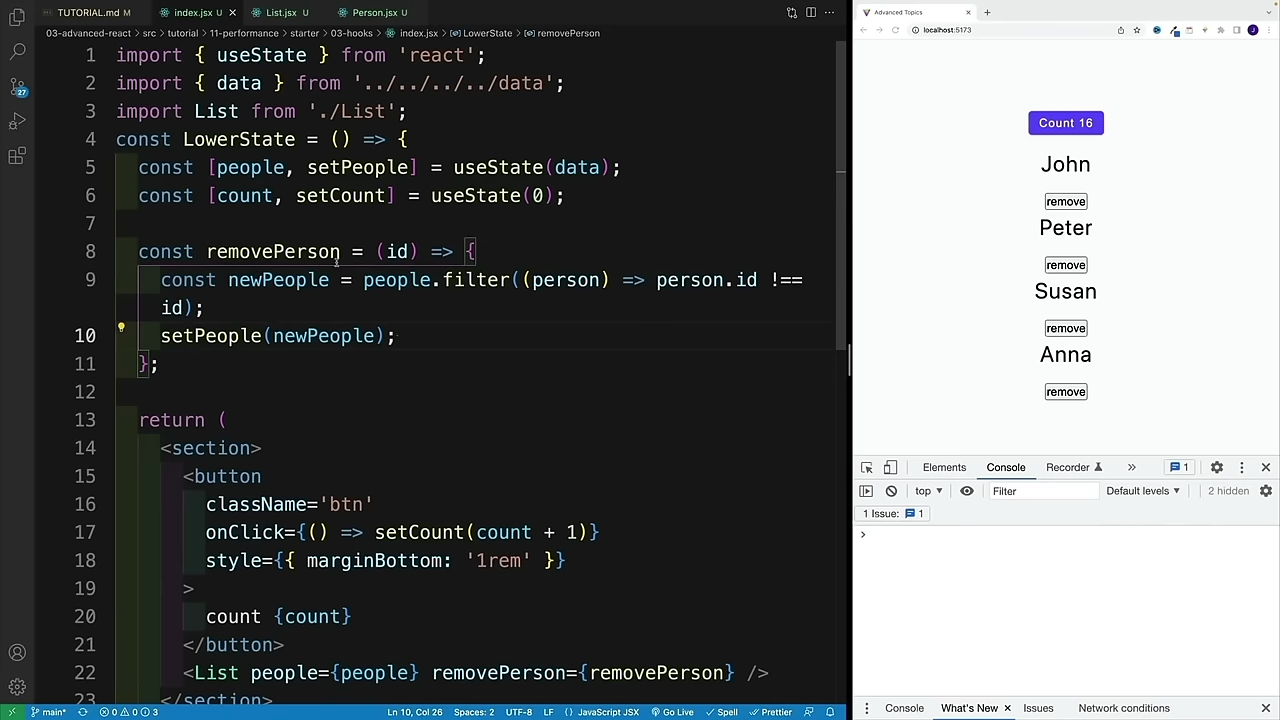 TUTORIAL.md M
index.jsx U
List.jsx U
Person.jsx U
03-advanced-react > src > tutorial > 11-performance > starter > 03-hooks > index.jsx > LowerState > removePerson
1 import { useState } from 'react';
2 import { data } from '../../../../data';
3 import List from './List';
4 const LowerState = () => {
5 const [people, setPeople] = useState(data);
6 const [count, setCount] = useState(0);
7
8 const removePerson = (id) => {
9 const newPeople = people.filter((person) => person.id !==
id);
10 setPeople(newPeople);
11 };
12
13 return (
14 <section>
15 <button
16 className='btn'
17 onClick={() => setCount(count + 1)}
18 style={{ marginBottom: '1rem' }}
19 >
20 count {count}
21 </button>
22 <List people={people} removePerson={removePerson} />
23 </section>
27
main*
0 0 3
Ln 10, Col 26
Spaces: 2
UTF-8
LF
{} JavaScript JSX
Go Live
Spell
Prettier
Advanced Topics
localhost:5173
J
Count 16
John
remove
Peter
remove
Susan
remove
Anna
remove
Elements
Console
Recorder
1
top
Filter
Default levels
2 hidden
1 Issue: 1
Console
What's New
Issues
Network conditions